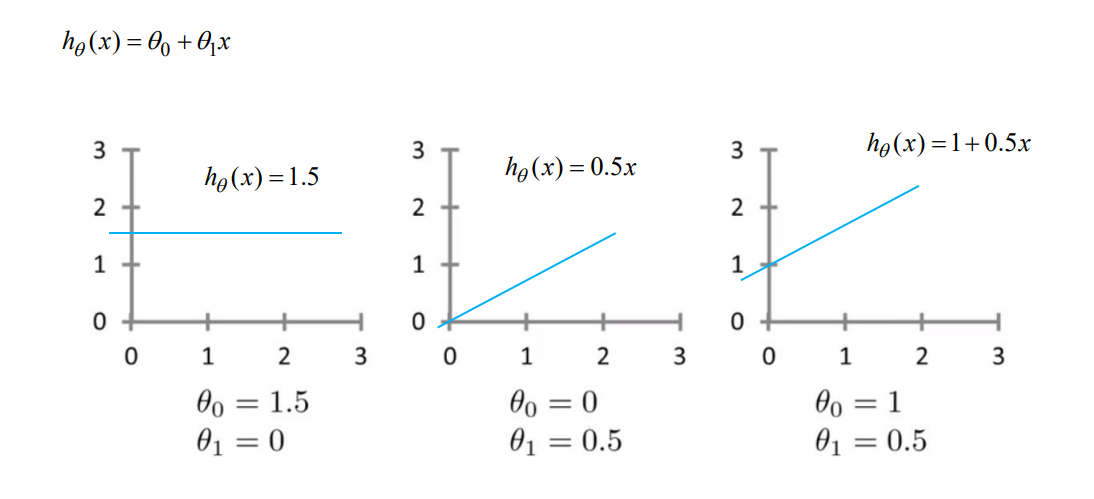 hθ(x) = θ0 + θ1x
3
2
1
0
0 1 2 3
hθ(x) = 1.5
θ0 = 1.5
θ1 = 0
3
2
1
0
0 1 2 3
hθ(x) = 0.5x
θ0 = 0
θ1 = 0.5
3
2
1
0
0 1 2 3
hθ(x) = 1 + 0.5x
θ0 = 1
θ1 = 0.5